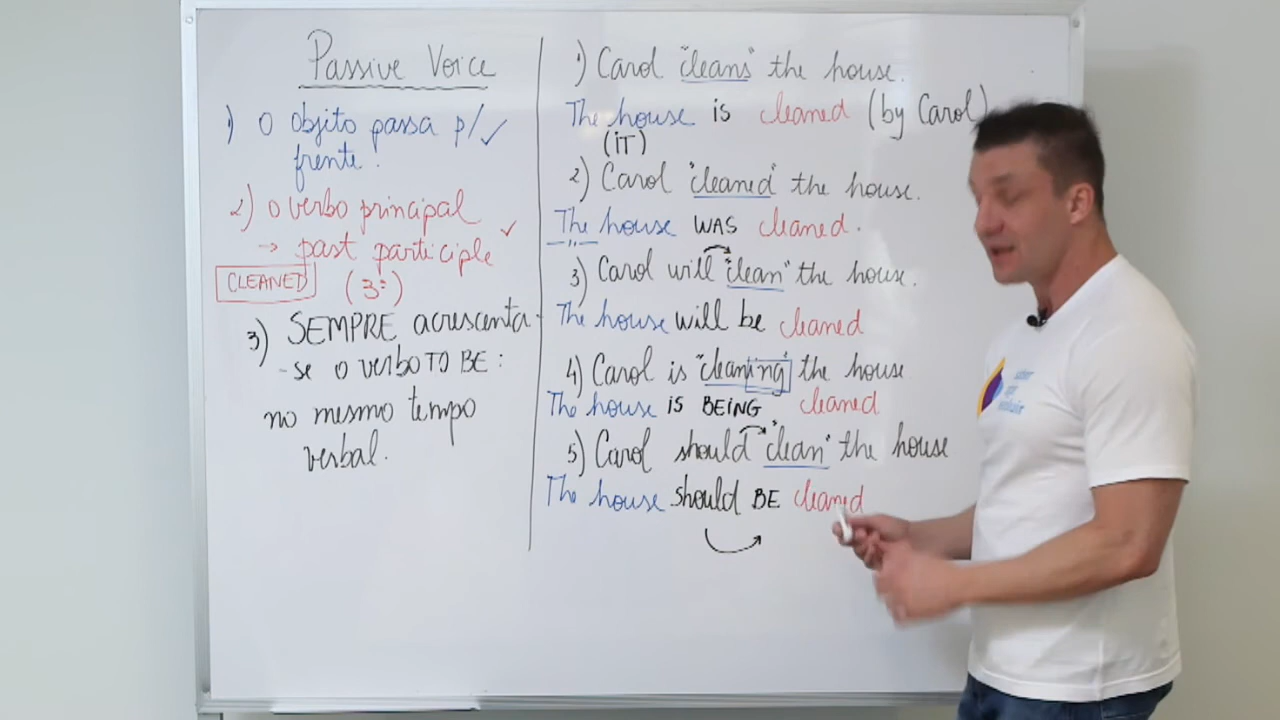 Passive Voice
1) o objito passa p/ ✓
frente.
2) o verbo principal
→ past participle ✓
CLEANED (3ª)
3) SEMPRE acrescenta-
-se o verbo TO BE:
no mesmo tempo
verbal.
1) Carol "cleans" the house.
The house is cleaned (by Carol)
(iT)
2) Carol "cleaned" the house.
The house WAS cleaned.
3) Carol will "clean" the house.
The house will be cleaned
4) Carol is "cleaning" the house
The house is BEING cleaned
5) Carol should "clean" the house
The house should BE cleaned